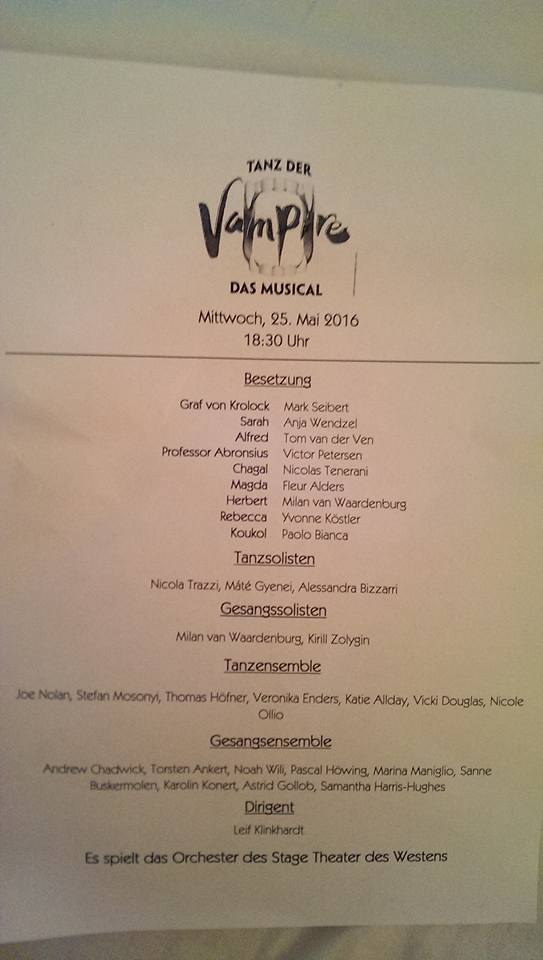 TANZ DER
Vampire
DAS MUSICAL
Mittwoch, 25. Mai 2016
18:30 Uhr
Besetzung
Graf von Krolock Mark Seibert
Sarah Anja Wendzel
Alfred Tom van der Ven
Professor Abronsius Victor Petersen
Chagal Nicolas Tenerani
Magda Fleur Alders
Herbert Milan van Waardenburg
Rebecca Yvonne Köstler
Koukol Paolo Bianca
Tanzsolisten
Nicola Trazzi, Máté Gyenei, Alessandra Bizzarri
Gesangssolisten
Milan van Waardenburg, Kirill Zolygin
Tanzensemble
Joe Nolan, Stefan Mosonyi, Thomas Höfner, Veronika Enders, Katie Allday, Vicki Douglas, Nicole
Ollio
Gesangsensemble
Andrew Chadwick, Torsten Ankert, Noah Wili, Pascal Höwing, Marina Maniglio, Sanne
Buskermolen, Karolin Konert, Astrid Gollob, Samantha Harris-Hughes
Dirigent
Leif Klinkhardt
Es spielt das Orchester des Stage Theater des Westens